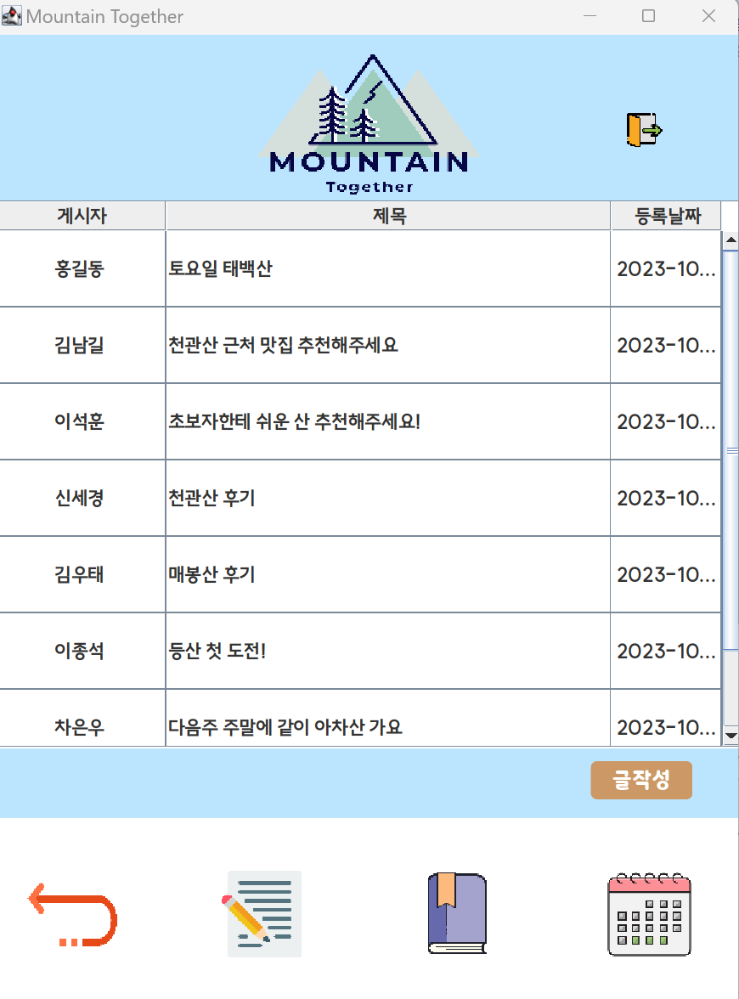 Mountain Together
MOUNTAIN
Together
게시자 제목 등록날짜
홍길동 토요일 태백산 2023-10...
김남길 천관산 근처 맛집 추천해주세요 2023-10...
이석훈 초보자한테 쉬운 산 추천해주세요! 2023-10...
신세경 천관산 후기 2023-10...
김우태 매봉산 후기 2023-10...
이종석 등산 첫 도전! 2023-10...
차은우 다음주 주말에 같이 아차산 가요 2023-10...
글작성